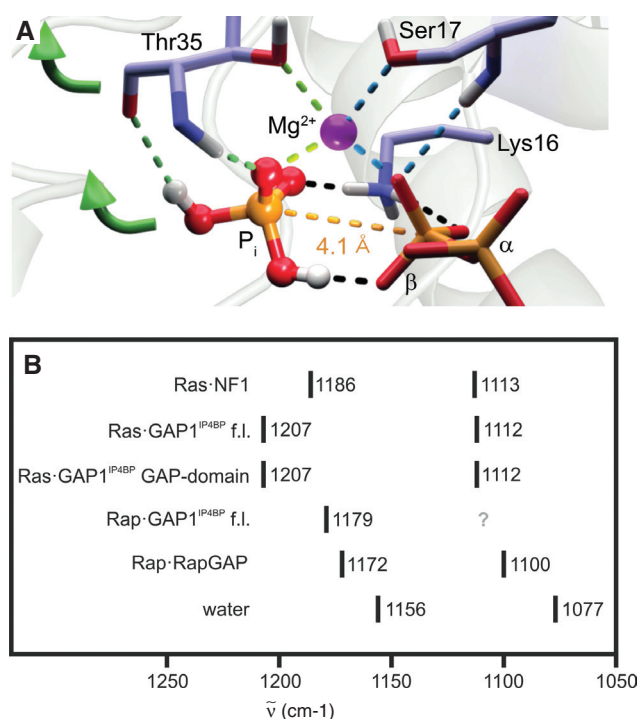 A
Thr35
Ser17
Mg²⁺
Lys16
Pᵢ
4.1 Å
α
β
B
Ras·NF1 1186 1113
Ras·GAP1ᴵᴾ⁴ᴮᴾ f.l. 1207 1112
Ras·GAP1ᴵᴾ⁴ᴮᴾ GAP-domain 1207 1112
Rap·GAP1ᴵᴾ⁴ᴮᴾ f.l. 1179 ?
Rap·RapGAP 1172 1100
water 1156 1077
1250 1200 1150 1100 1050
ṽ (cm-1)